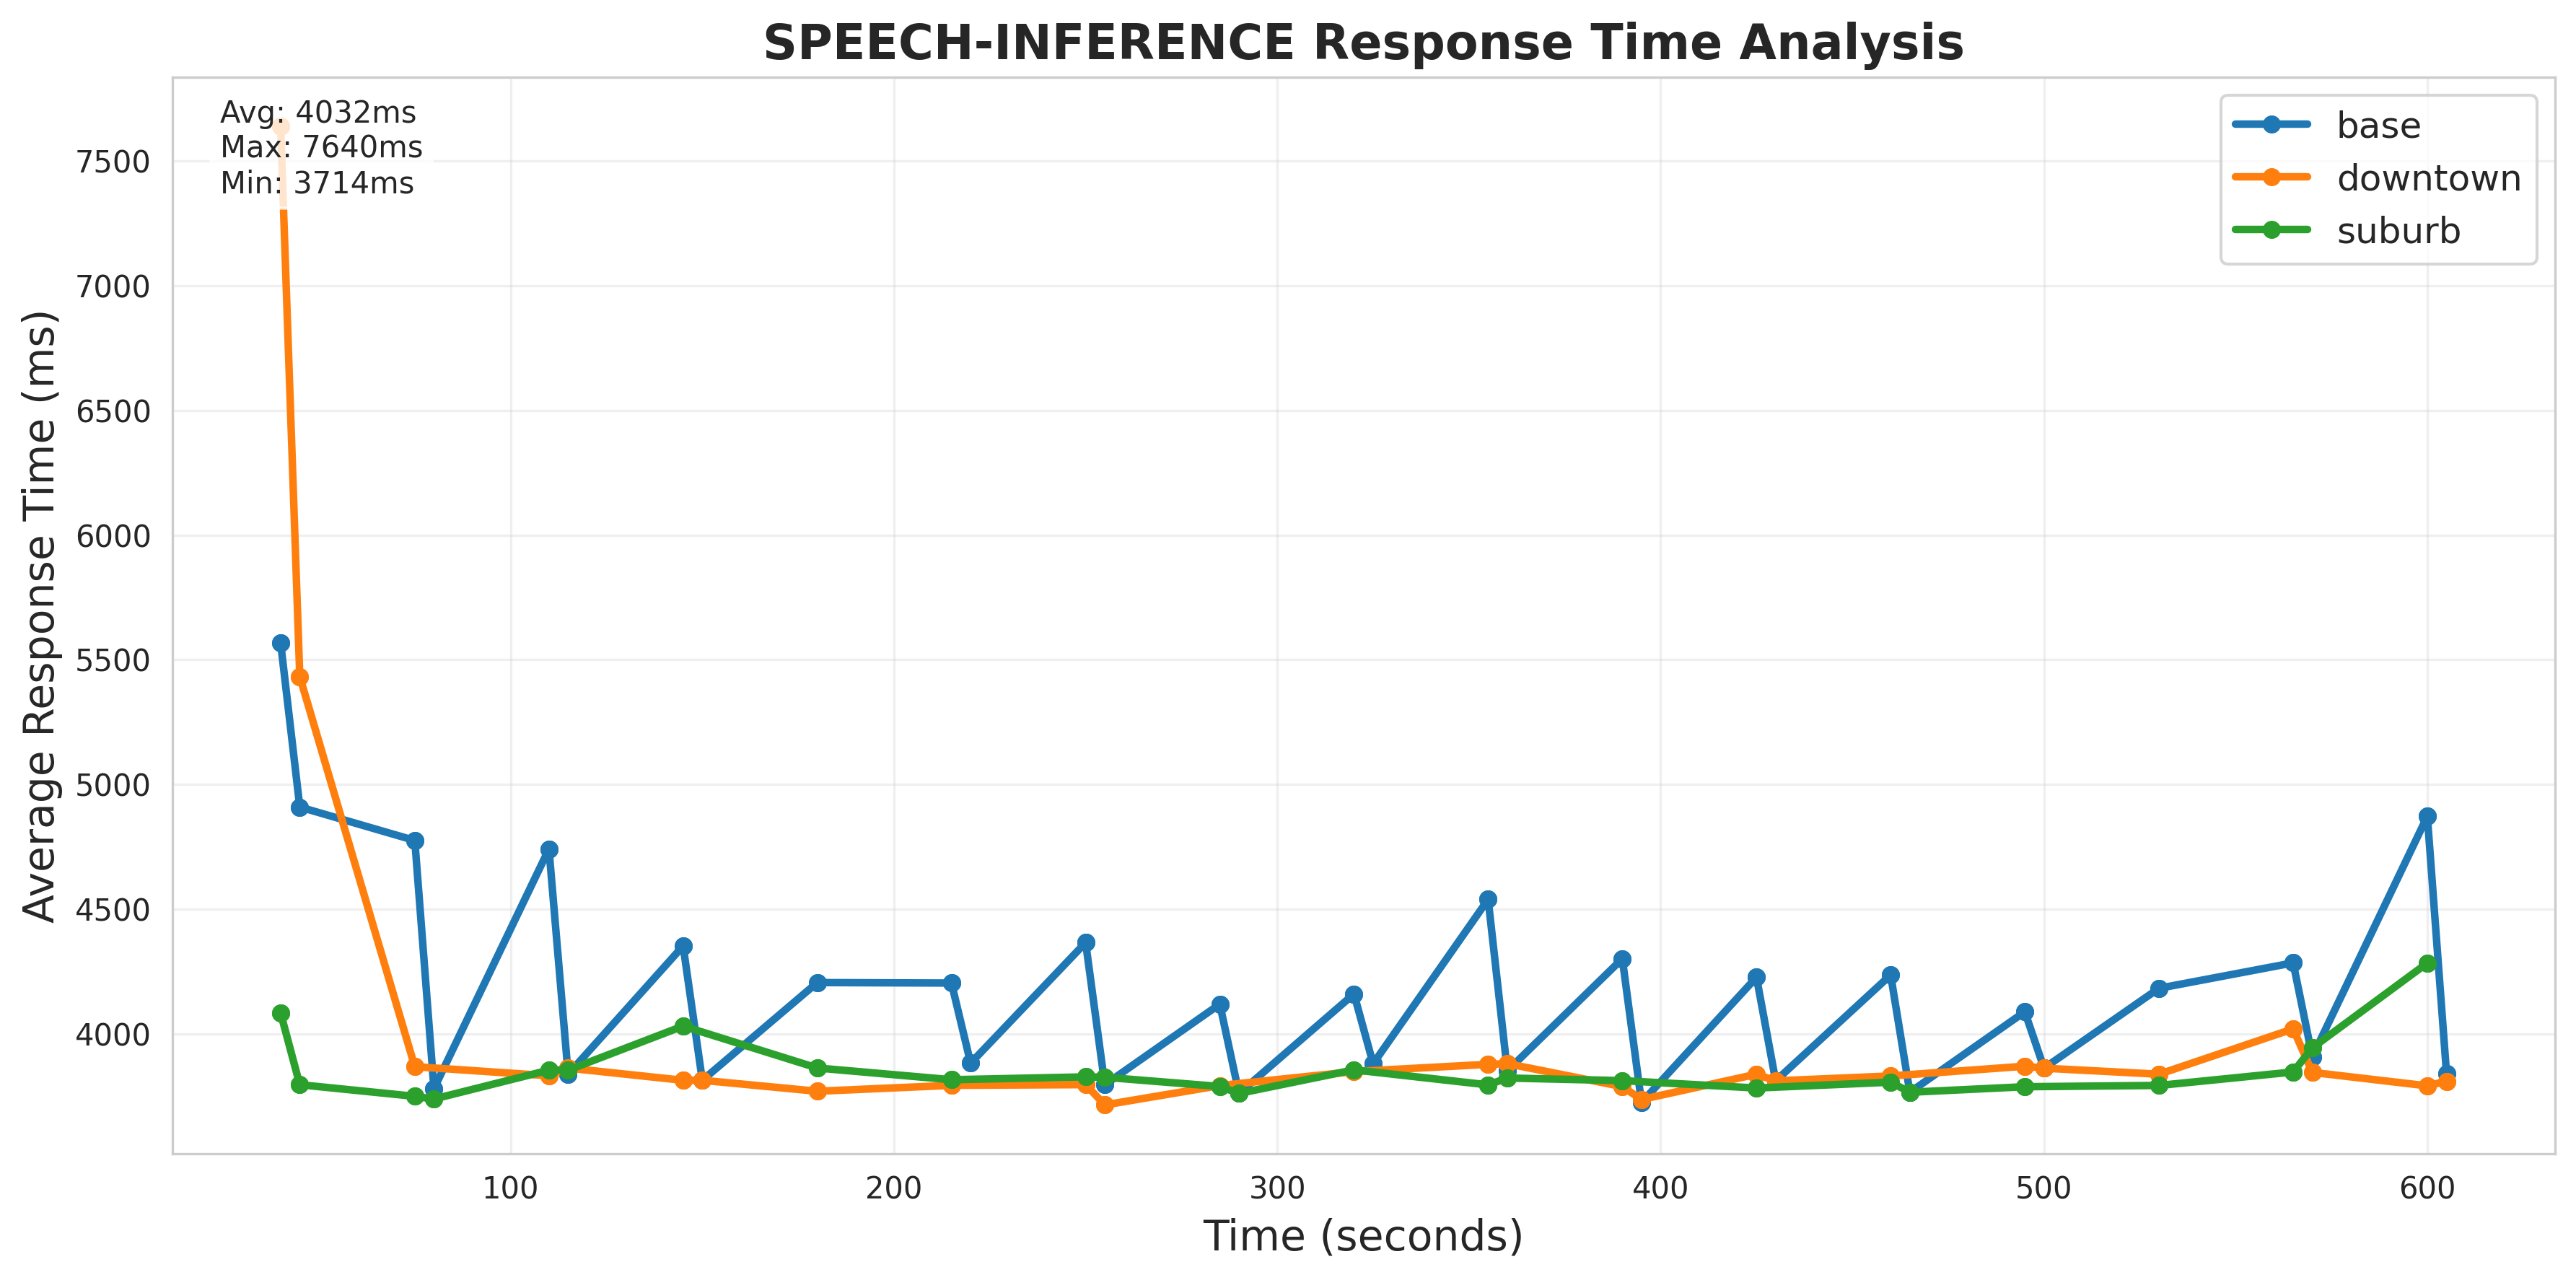 SPEECH-INFERENCE Response Time Analysis
Avg: 4032ms
Max: 7640ms
Min: 3714ms
base
downtown
suburb
Average Response Time (ms)
7500
7000
6500
6000
5500
5000
4500
4000
100
200
300
400
500
600
Time (seconds)